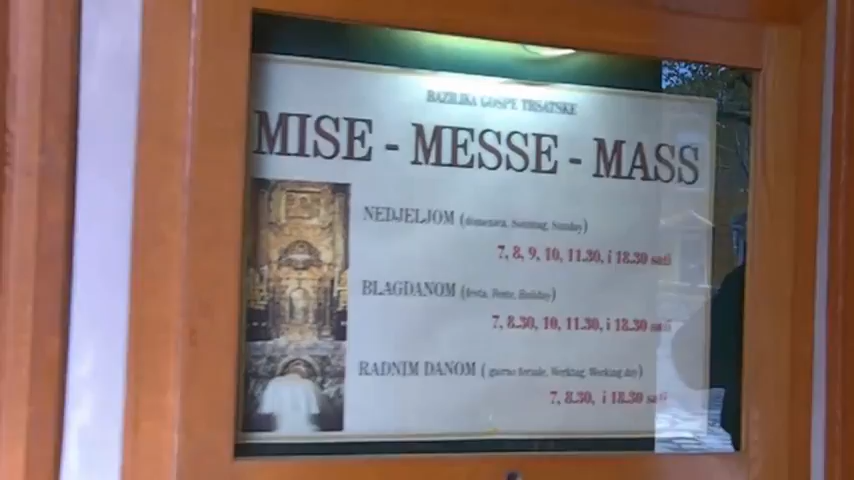 BAZILIKA GOSPE TRSATSKE
MISE - MESSE - MASS
NEDJELJOM (domenica, Sonntag, Sunday)
7, 8, 9, 10, 11.30, i 18.30 sati
BLAGDANOM (festa, Feste, Holiday)
7, 8.30, 10, 11.30, i 18.30 sati
RADNIM DANOM ( giorno feriale, Werktag, Working day)
7, 8.30, i 18.30 sati